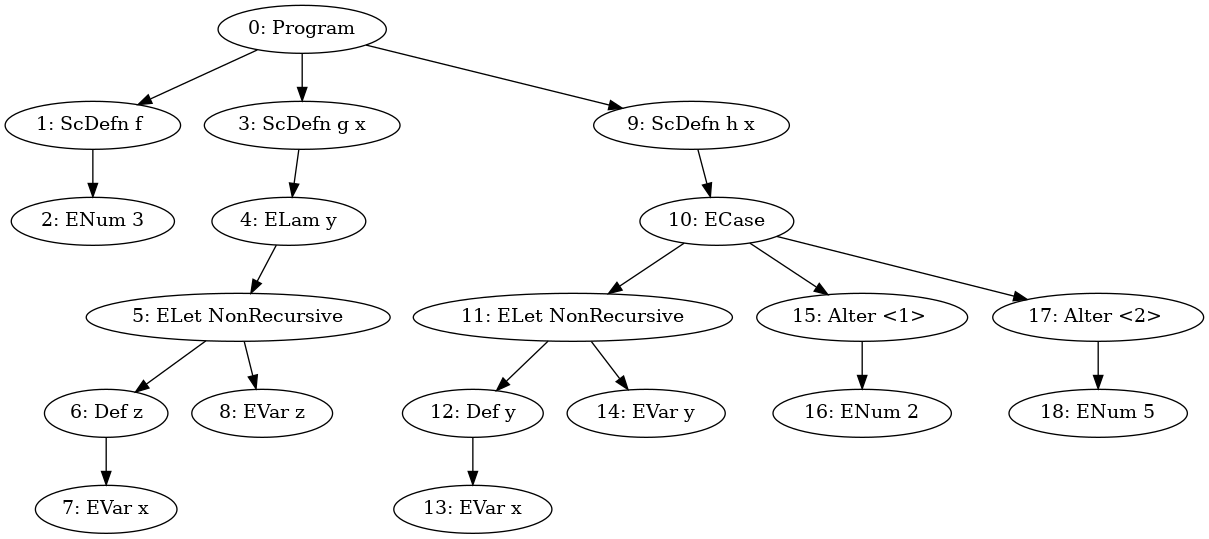 0: Program
1: ScDefn f
3: ScDefn g x
9: ScDefn h x
2: ENum 3
4: ELam y
10: ECase
5: ELet NonRecursive
11: ELet NonRecursive
15: Alter <1>
17: Alter <2>
6: Def z
8: EVar z
12: Def y
14: EVar y
16: ENum 2
18: ENum 5
7: EVar x
13: EVar x